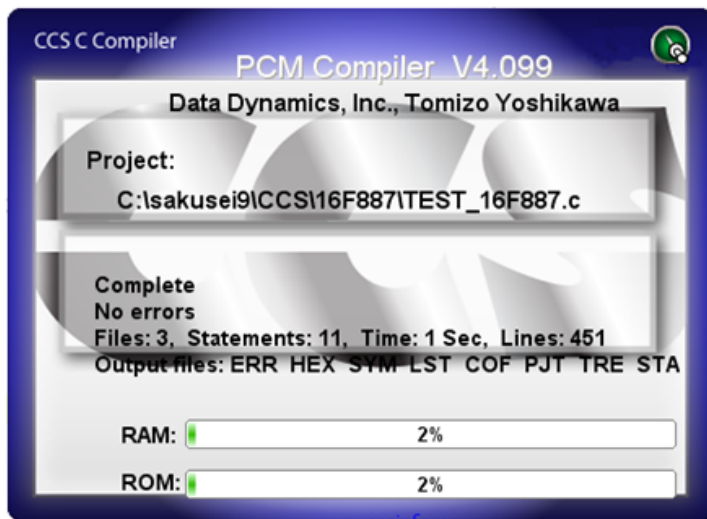 CCS C Compiler
PCM Compiler V4.099
Data Dynamics, Inc., Tomizo Yoshikawa
Project:
C:\sakusei9\CCS\16F887\TEST_16F887.c
Complete
No errors
Files: 3, Statements: 11, Time: 1 Sec, Lines: 451
Output files: ERR HEX SYM LST COF PJT TRE STA
RAM: 2%
ROM: 2%